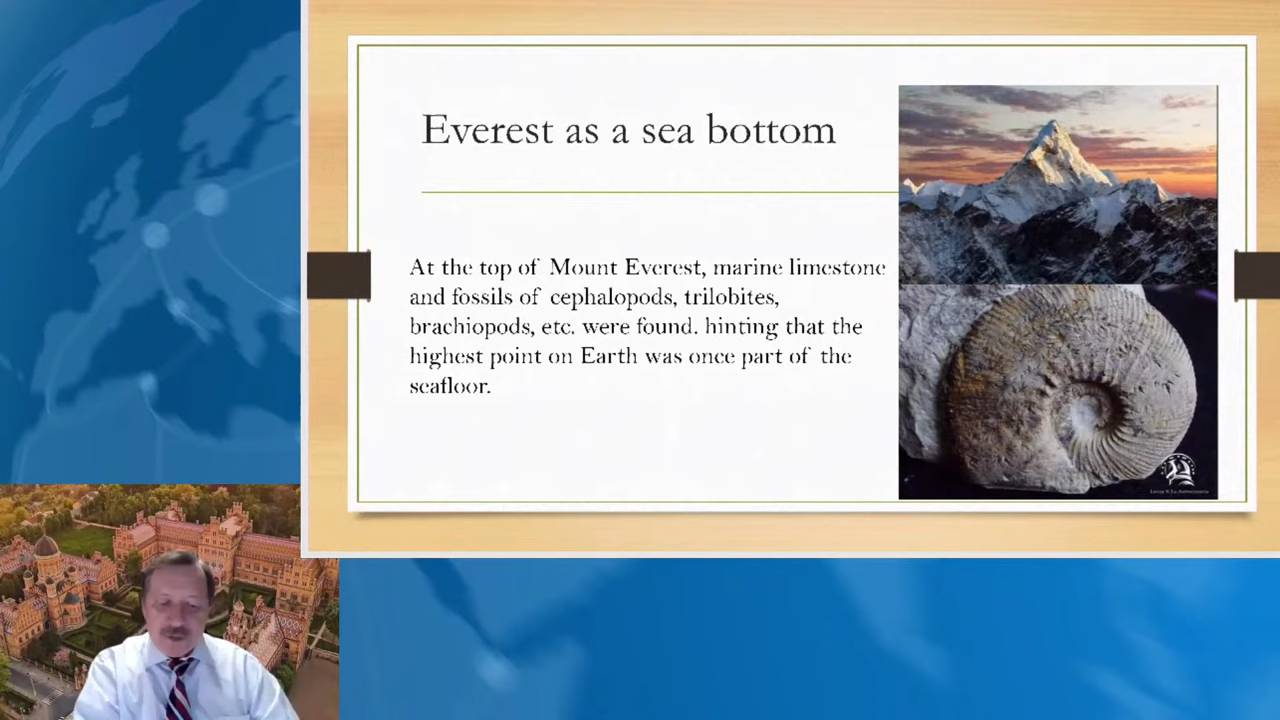 Everest as a sea bottom
At the top of Mount Everest, marine limestone
and fossils of cephalopods, trilobites,
brachiopods, etc. were found. hinting that the
highest point on Earth was once part of the
seafloor.